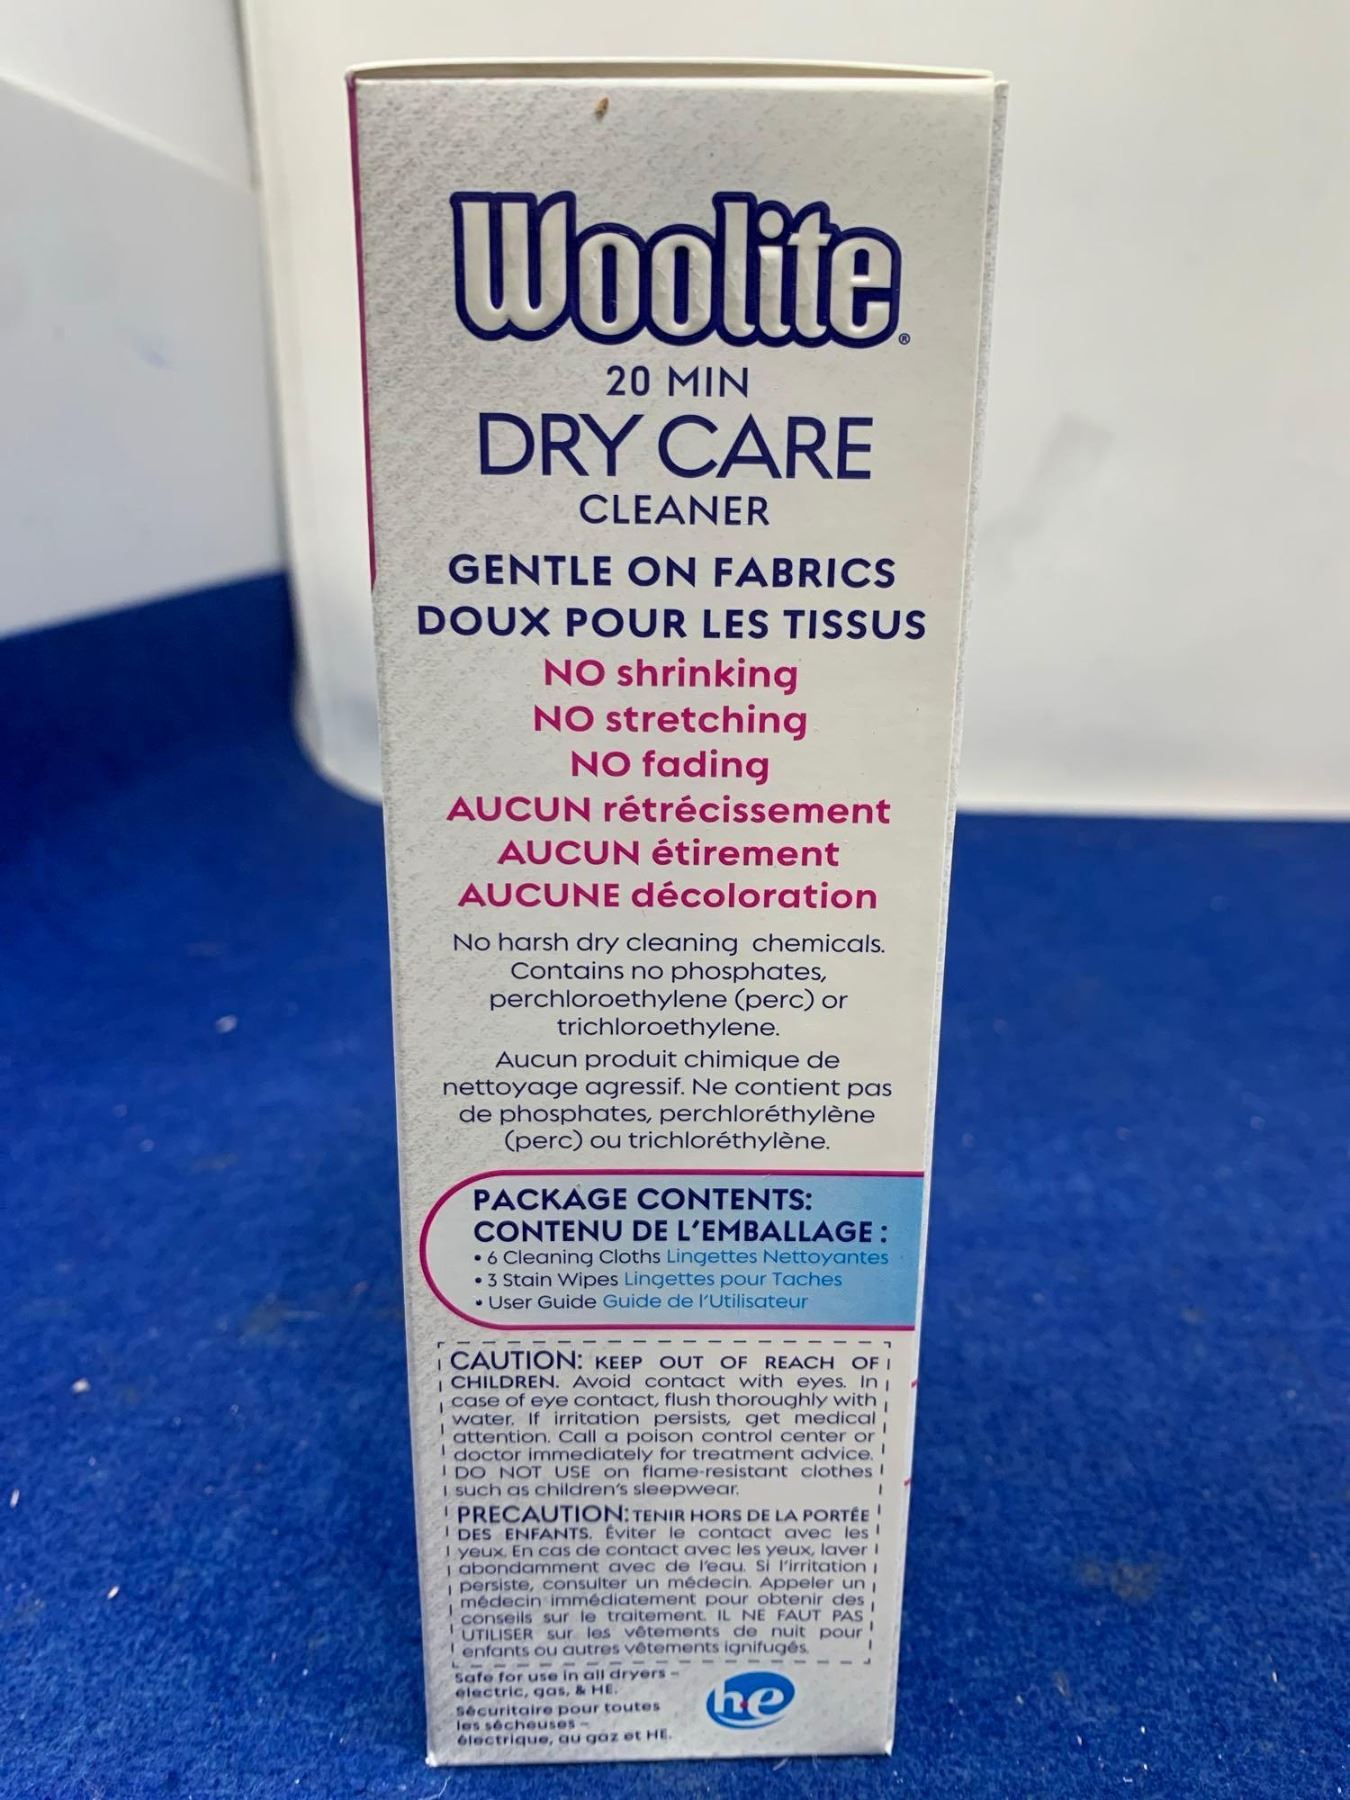 Woolite®
20 MIN
DRY CARE
CLEANER
GENTLE ON FABRICS
DOUX POUR LES TISSUS
NO shrinking
NO stretching
NO fading
AUCUN rétrécissement
AUCUN étirement
AUCUNE décoloration
No harsh dry cleaning chemicals.
Contains no phosphates,
perchloroethylene (perc) or
trichloroethylene.
Aucun produit chimique de
nettoyage agressif. Ne contient pas
de phosphates, perchloréthylène
(perc) ou trichloréthylène.
PACKAGE CONTENTS:
CONTENU DE L'EMBALLAGE :
• 6 Cleaning Cloths Lingettes Nettoyantes
• 3 Stain Wipes Lingettes pour Taches
• User Guide Guide de l'Utilisateur
CAUTION: KEEP OUT OF REACH OF
CHILDREN. Avoid contact with eyes. In
case of eye contact, flush thoroughly with
water. If irritation persists, get medical
attention. Call a poison control center or
doctor immediately for treatment advice.
DO NOT USE on flame-resistant clothes
such as children's sleepwear.
PRECAUTION: TENIR HORS DE LA PORTÉE
DES ENFANTS. Éviter le contact avec les
yeux. En cas de contact avec les yeux, laver
abondamment avec de l'eau. Si l'irritation
persiste, consulter un médecin. Appeler un
médecin immédiatement pour obtenir des
conseils sur le traitement. IL NE FAUT PAS
UTILISER sur les vêtements de nuit pour
enfants ou autres vêtements ignifugés.
Safe for use in all dryers –
electric, gas, & HE.
Sécuritaire pour toutes
les sécheuses –
électrique, au gaz et HE.
he